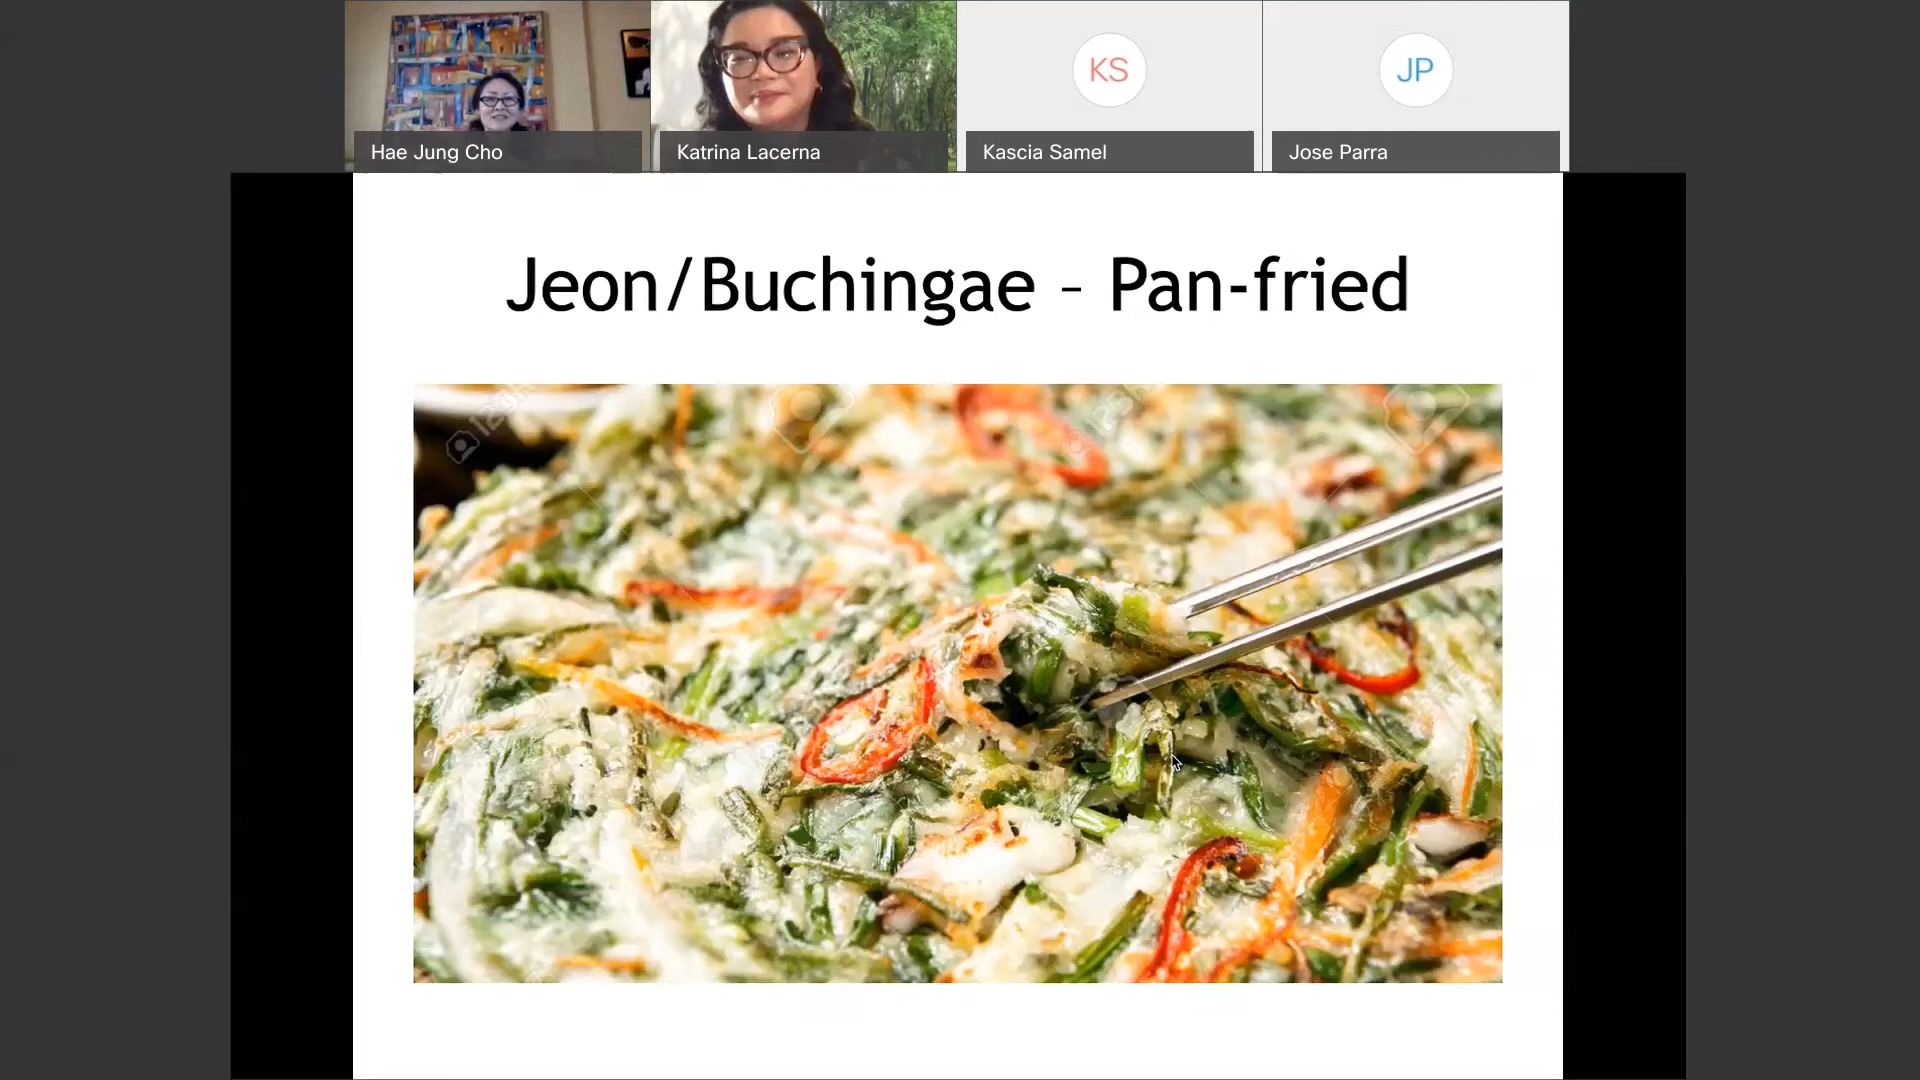 KS
JP
Hae Jung Cho
Katrina Lacerna
Kascia Samel
Jose Parra
Jeon/Buchingae – Pan-fried